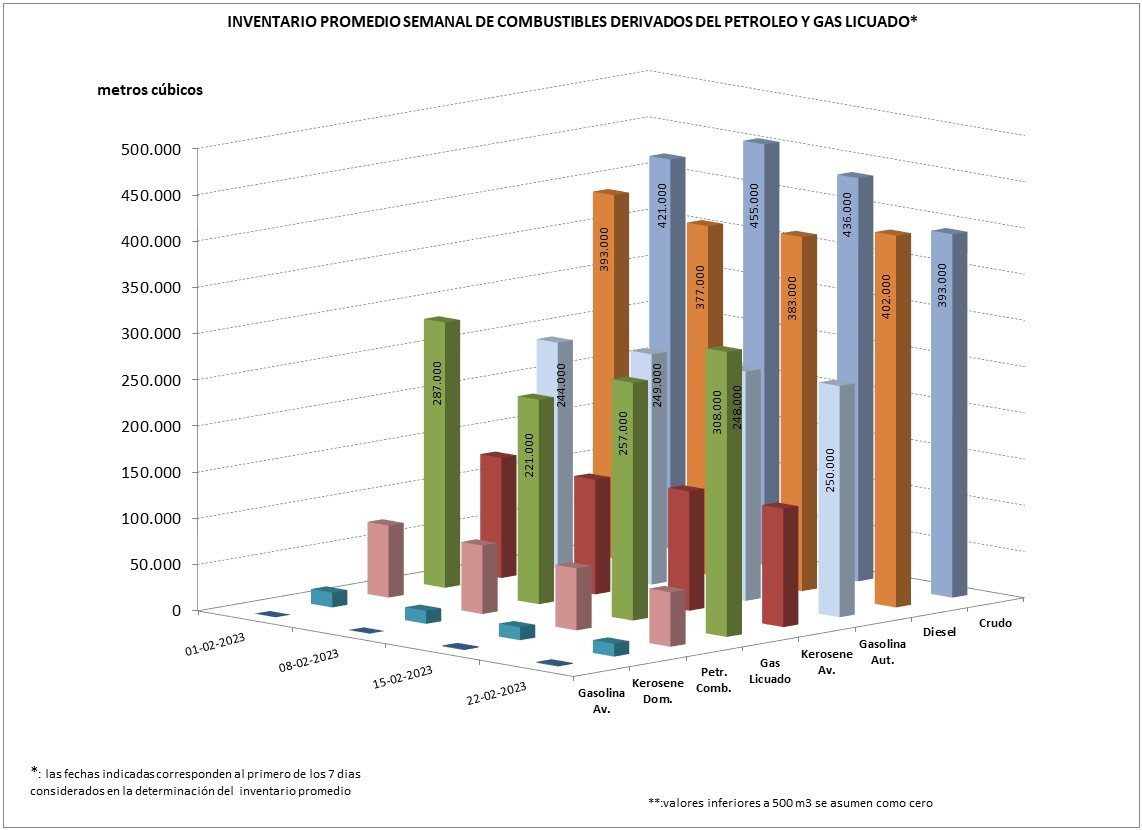 INVENTARIO PROMEDIO SEMANAL DE COMBUSTIBLES DERIVADOS DEL PETROLEO Y GAS LICUADO*
metros cúbicos
500.000
450.000
400.000
350.000
300.000
250.000
200.000
150.000
100.000
50.000
0
393.000
421.000
377.000
455.000
383.000
436.000
402.000
393.000
287.000
244.000
221.000
249.000
257.000
248.000
308.000
250.000
01-02-2023
08-02-2023
15-02-2023
22-02-2023
Gasolina
Av.
Kerosene
Dom.
Petr.
Comb.
Gas
Licuado
Kerosene
Av.
Gasolina
Aut.
Diesel
Crudo
*: las fechas indicadas corresponden al primero de los 7 dias
considerados en la determinación del inventario promedio
**:valores inferiores a 500 m3 se asumen como cero